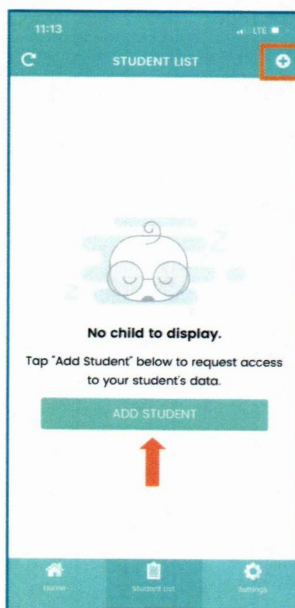 11:13
LTE
STUDENT LIST
No child to display.
Tap "Add Student" below to request access
to your student's data.
ADD STUDENT
Home
Student List
Settings